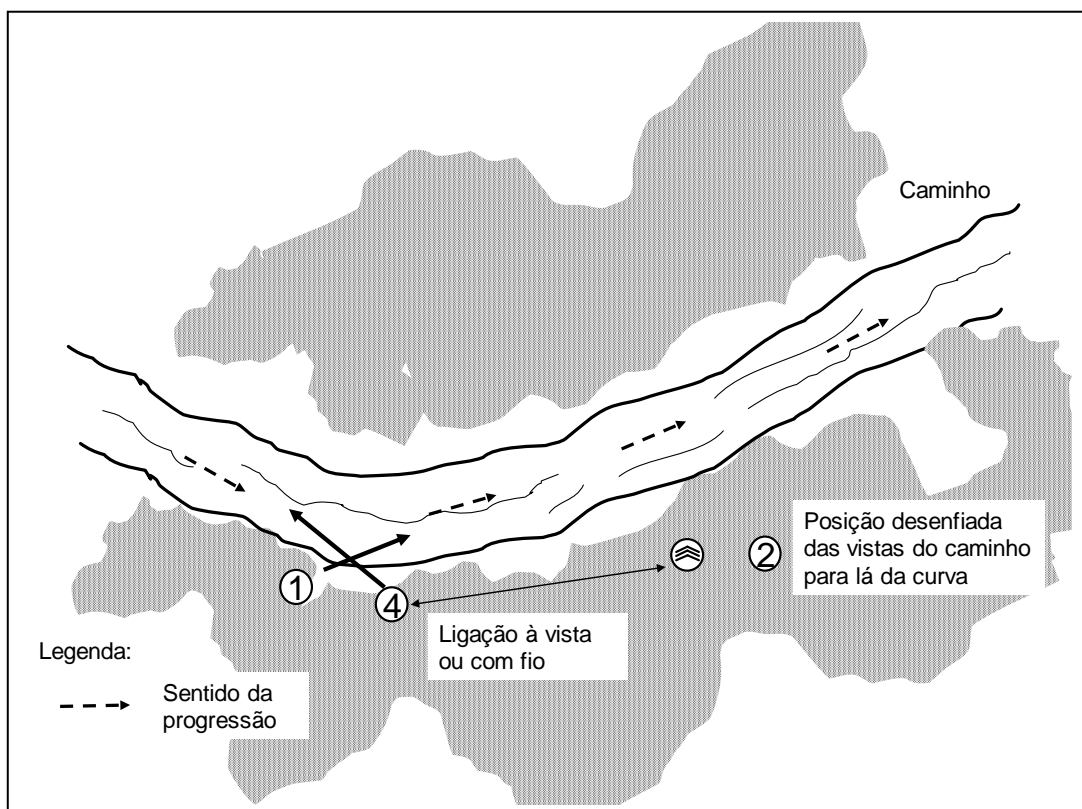 Caminho
1
4
2
Posição desenfiada
das vistas do caminho
para lá da curva
Ligação à vista
ou com fio
Legenda:
Sentido da
progressão